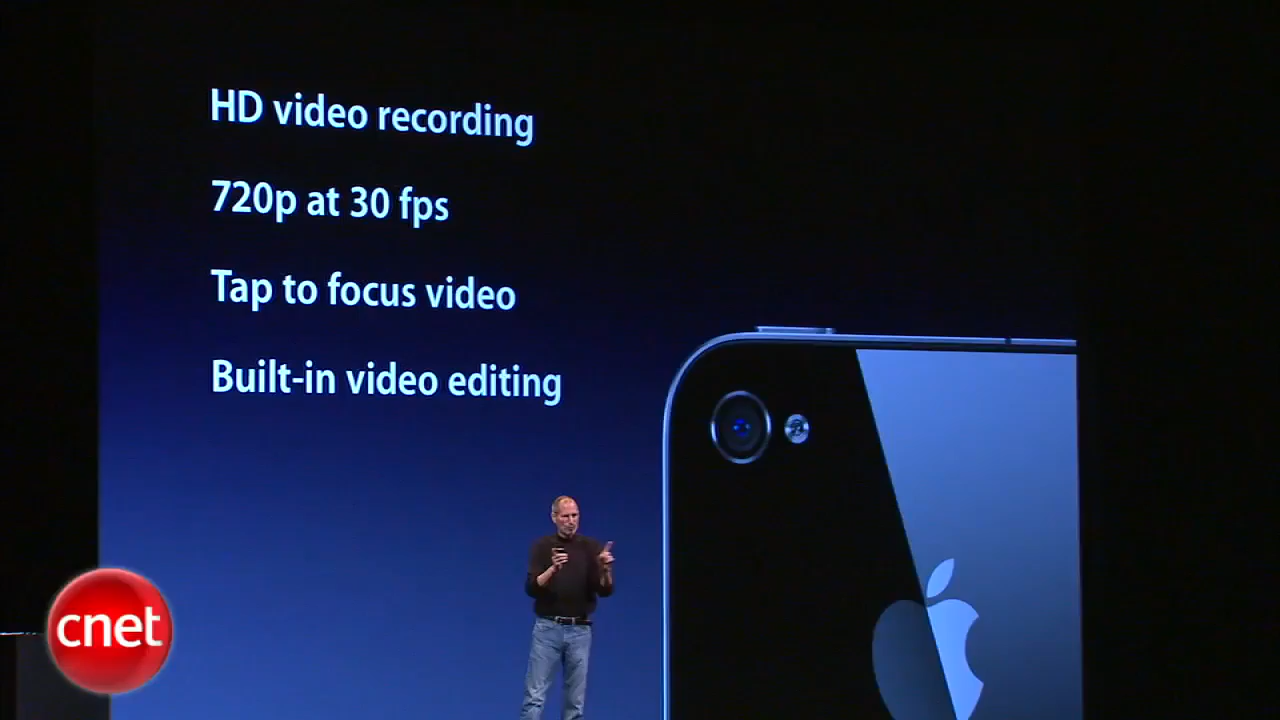 HD video recording
720p at 30 fps
Tap to focus video
Built-in video editing
cnet